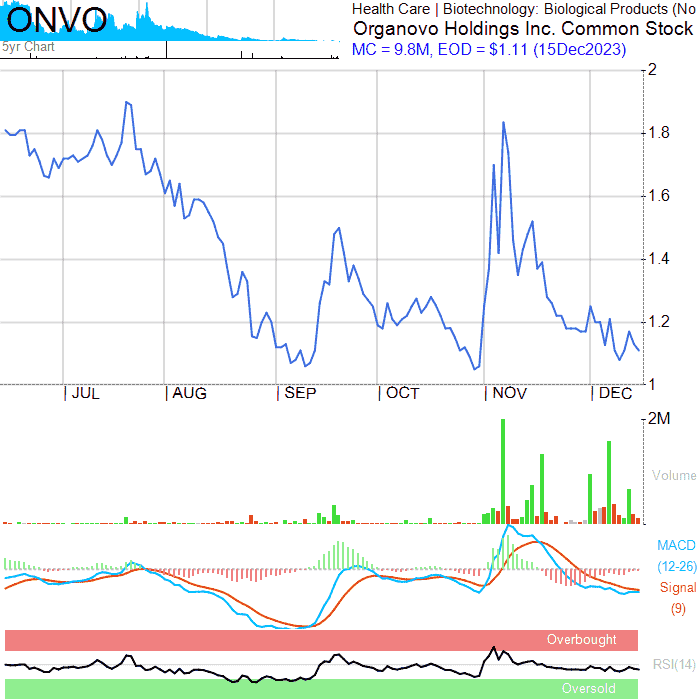 ONVO
5yr Chart
Health Care | Biotechnology: Biological Products (No
Organovo Holdings Inc. Common Stock
MC = 9.8M, EOD = $1.11 (15Dec2023)
2
1.8
1.6
1.4
1.2
1
| JUL | AUG | SEP | OCT | NOV | DEC
2M
Volume
MACD
(12-26)
Signal
(9)
Overbought
RSI(14)
Oversold